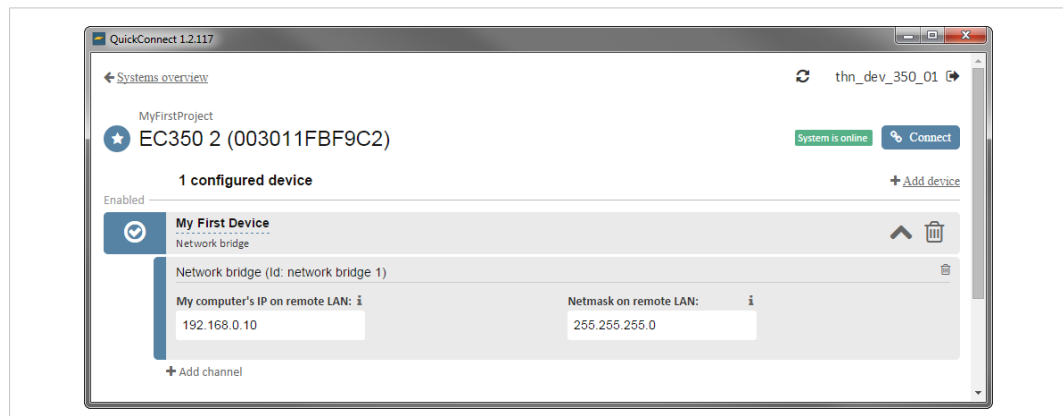 QuickConnect 1.2.117
Systems overview
thn_dev_350_01
MyFirstProject
EC350 2 (003011FBF9C2)
System is online
Connect
1 configured device
Add device
Enabled
My First Device
Network bridge
Network bridge (Id: network bridge 1)
My computer's IP on remote LAN: i
Netmask on remote LAN: i
192.168.0.10
255.255.255.0
Add channel